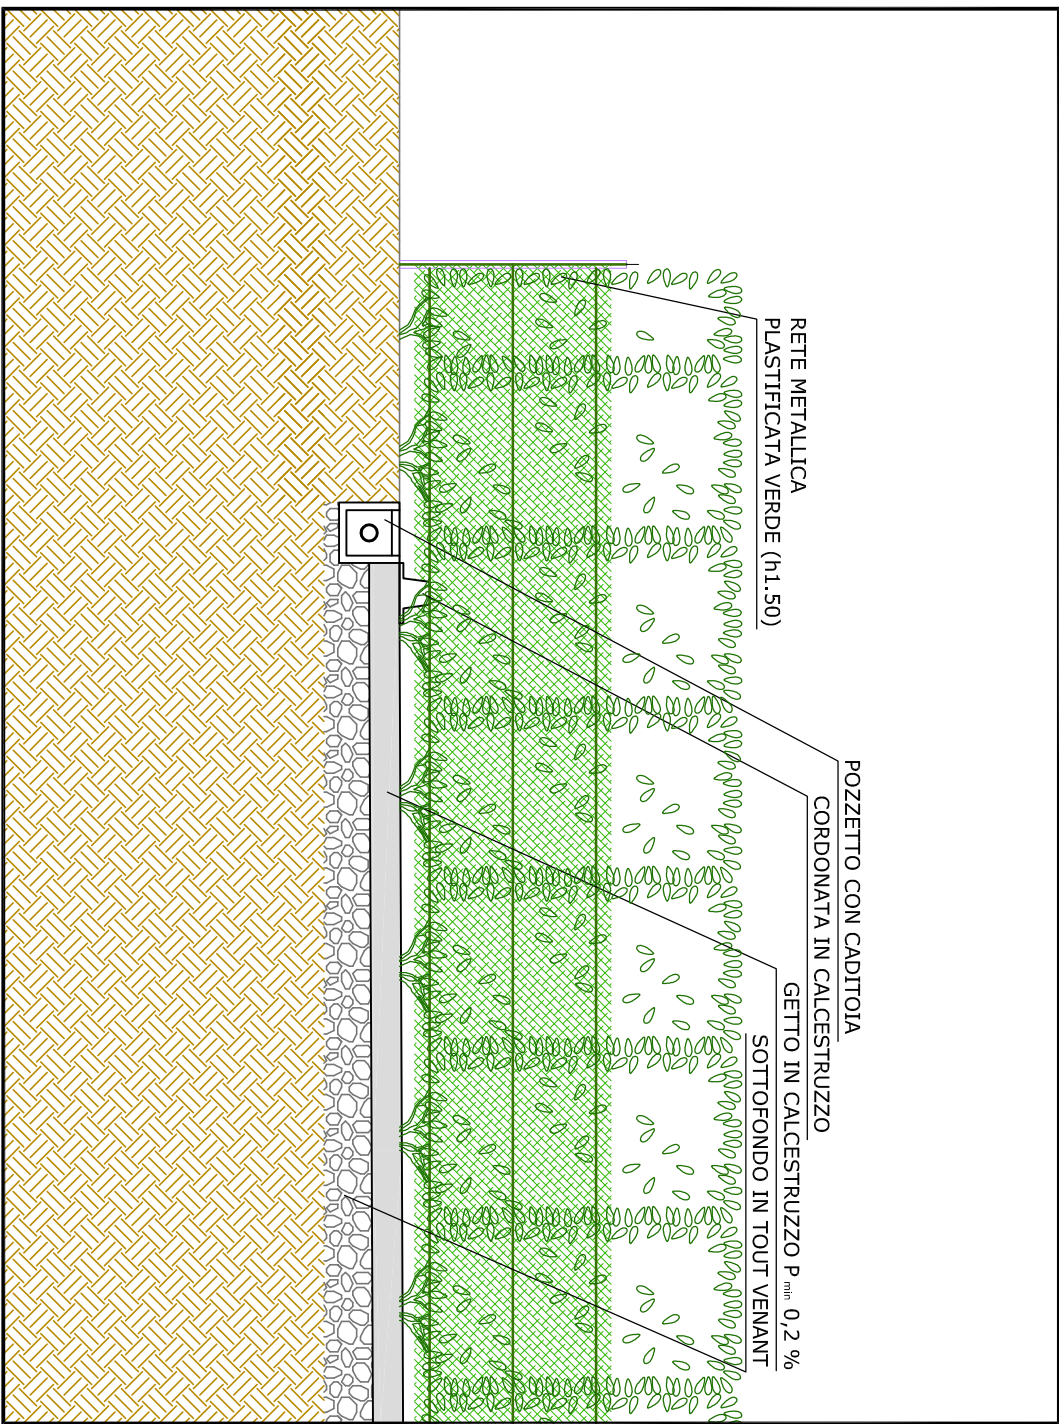 RETE METALLICA
PLASTIFICATA VERDE (h1.50)
POZZETTO CON CADITOIA
CORDONATA IN CALCESTRUZZO
GETTO IN CALCESTRUZZO P min 0,2 %
SOTTOFONDO IN TOUT VENANT